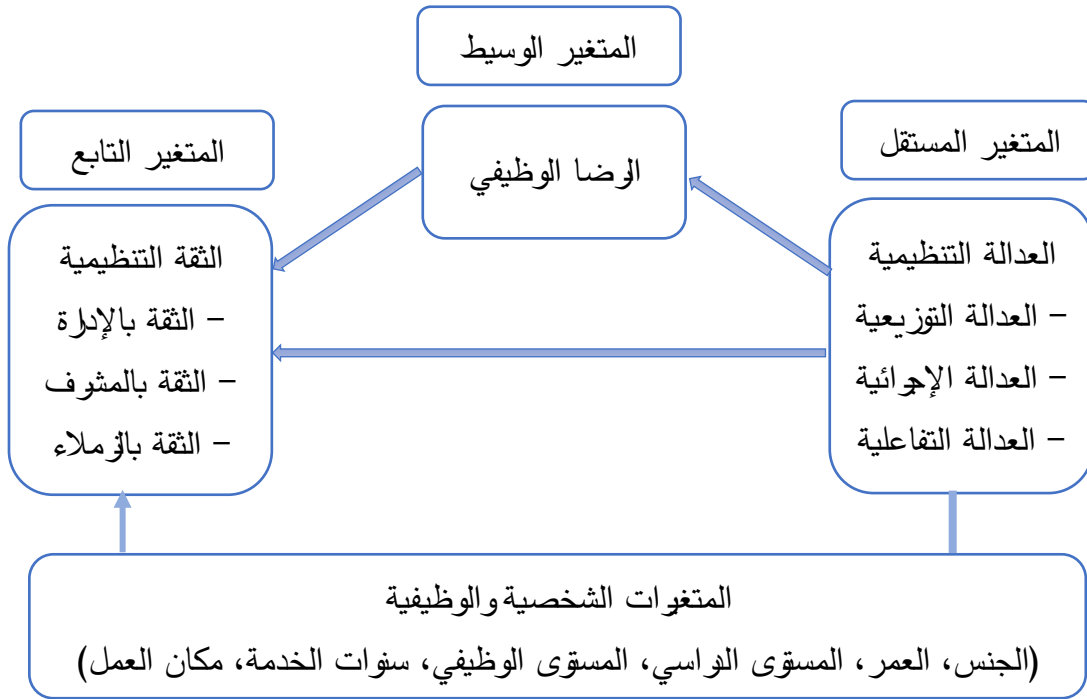 المتغير الوسيط
الرضا الوظيفي
المتغير المستقل
العدالة التنظيمية
- العدالة التوزيعية
- العدالة الإجرائية
- العدالة التفاعلية
المتغير التابع
الثقة التنظيمية
- الثقة بالإدارة
- الثقة بالمشرف
- الثقة بالزملاء
المتغيرات الشخصية والوظيفية
(الجنس، العمر، المستوى الدراسي، المستوى الوظيفي، سنوات الخدمة، مكان العمل)